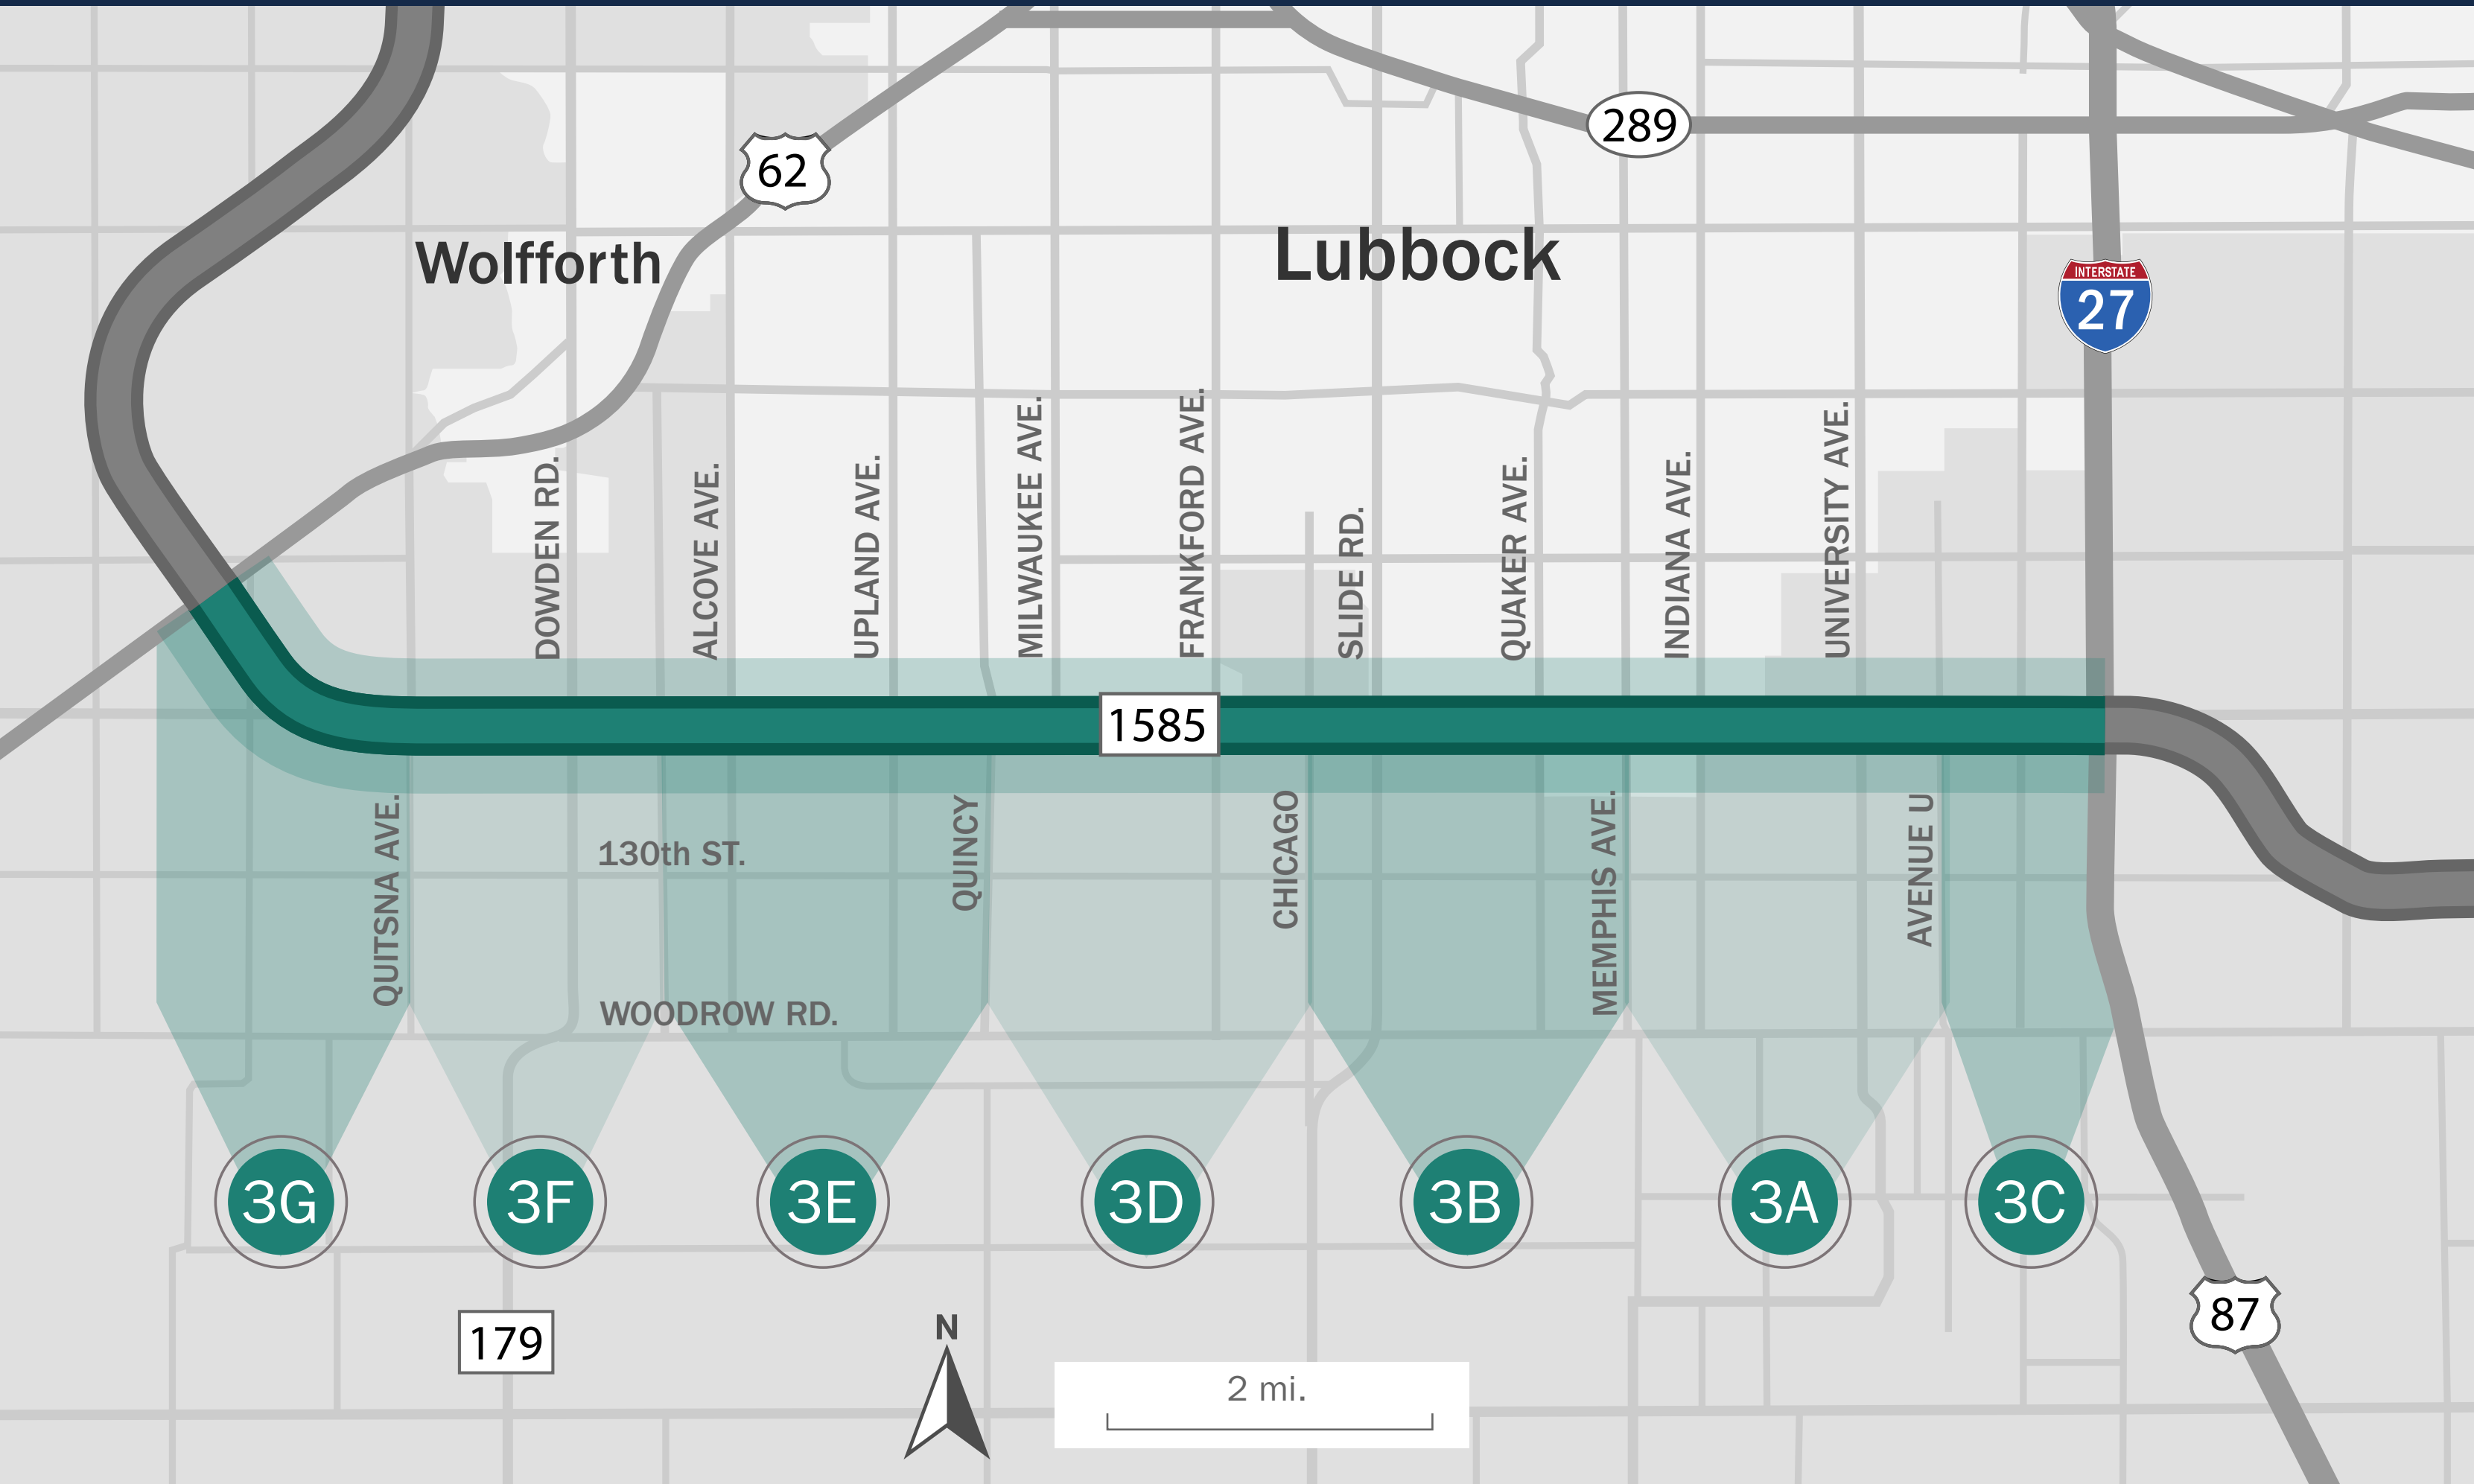 289
62
Wolfforth
Lubbock
INTERSTATE
27
DOWDEN RD.
ALCOVE AVE.
UPLAND AVE.
MILWAUKEE AVE.
FRANKFORD AVE.
SLIDE RD.
QUAKER AVE.
INDIANA AVE.
UNIVERSITY AVE.
1585
QUITSNA AVE.
130th ST.
QUINCY
CHICAGO
MEMPHIS AVE.
AVENUE U
WOODROW RD.
3G
3F
3E
3D
3B
3A
3C
179
N
2 mi.
87